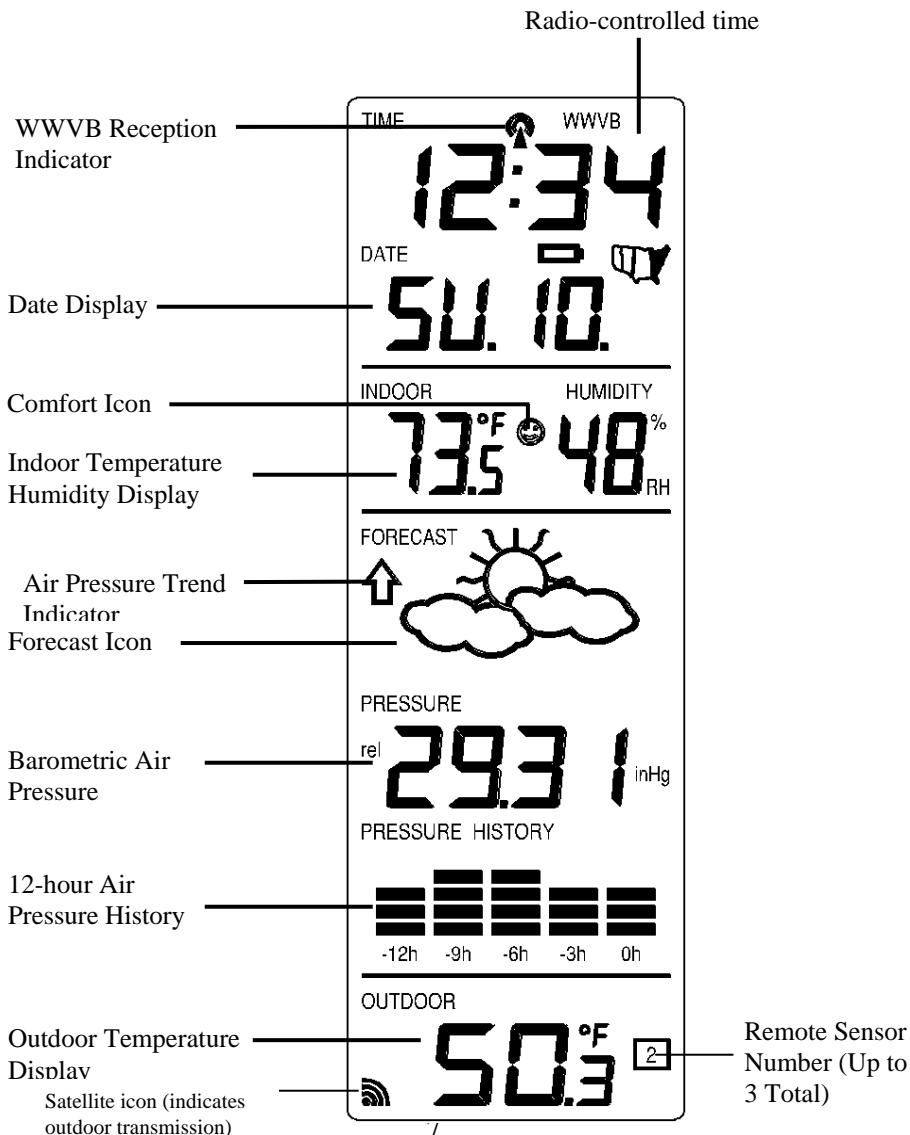 Radio-controlled time
WWVB Reception
Indicator
TIME WWVB
12:34
DATE
Date Display
SU. 10.
INDOOR HUMIDITY
Comfort Icon
73.5 °F 48 % RH
Indoor Temperature
Humidity Display
FORECAST
Air Pressure Trend
Indicator
Forecast Icon
PRESSURE
rel 29.31 inHg
Barometric Air
Pressure
PRESSURE HISTORY
12-hour Air
Pressure History
-12h -9h -6h -3h 0h
OUTDOOR
Outdoor Temperature
Display
50.3 °F 2
Remote Sensor
Number (Up to
3 Total)
Satellite icon (indicates
outdoor transmission)
7